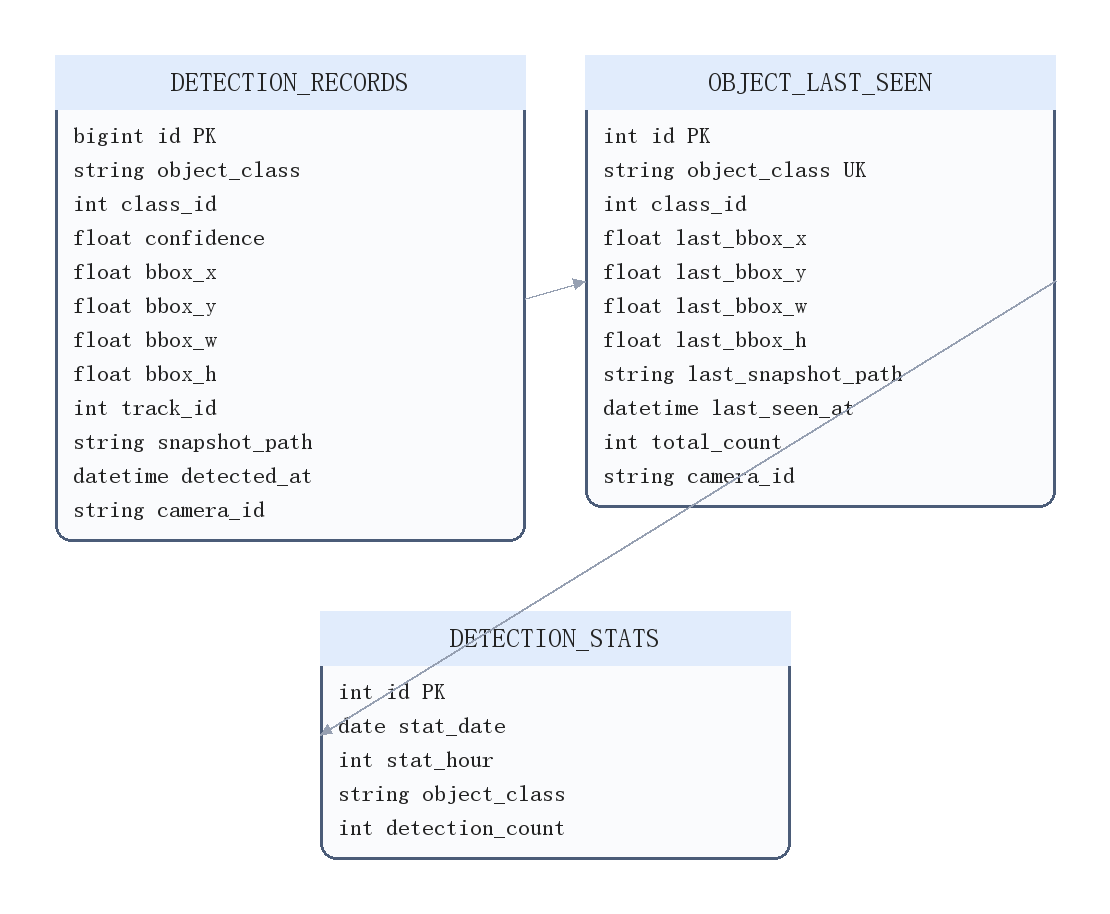 DETECTION_RECORDS
bigint id PK
string object_class
int class_id
float confidence
float bbox_x
float bbox_y
float bbox_w
float bbox_h
int track_id
string snapshot_path
datetime detected_at
string camera_id
OBJECT_LAST_SEEN
int id PK
string object_class UK
int class_id
float last_bbox_x
float last_bbox_y
float last_bbox_w
float last_bbox_h
string last_snapshot_path
datetime last_seen_at
int total_count
string camera_id
DETECTION_STATS
int id PK
date stat_date
int stat_hour
string object_class
int detection_count